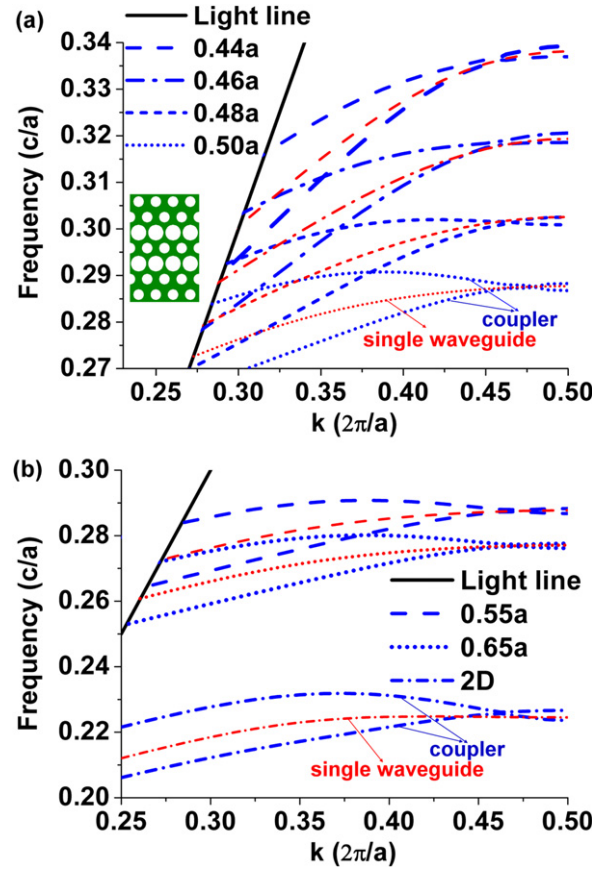 (a)
Light line
0.44a
0.46a
0.48a
0.50a
coupler
single waveguide
0.34
0.33
0.32
0.31
0.30
0.29
0.28
0.27
Frequency (c/a)
0.25 0.30 0.35 0.40 0.45 0.50
k (2π/a)
(b)
Light line
0.55a
0.65a
2D
coupler
single waveguide
0.30
0.28
0.26
0.24
0.22
0.20
Frequency (c/a)
0.25 0.30 0.35 0.40 0.45 0.50
k (2π/a)